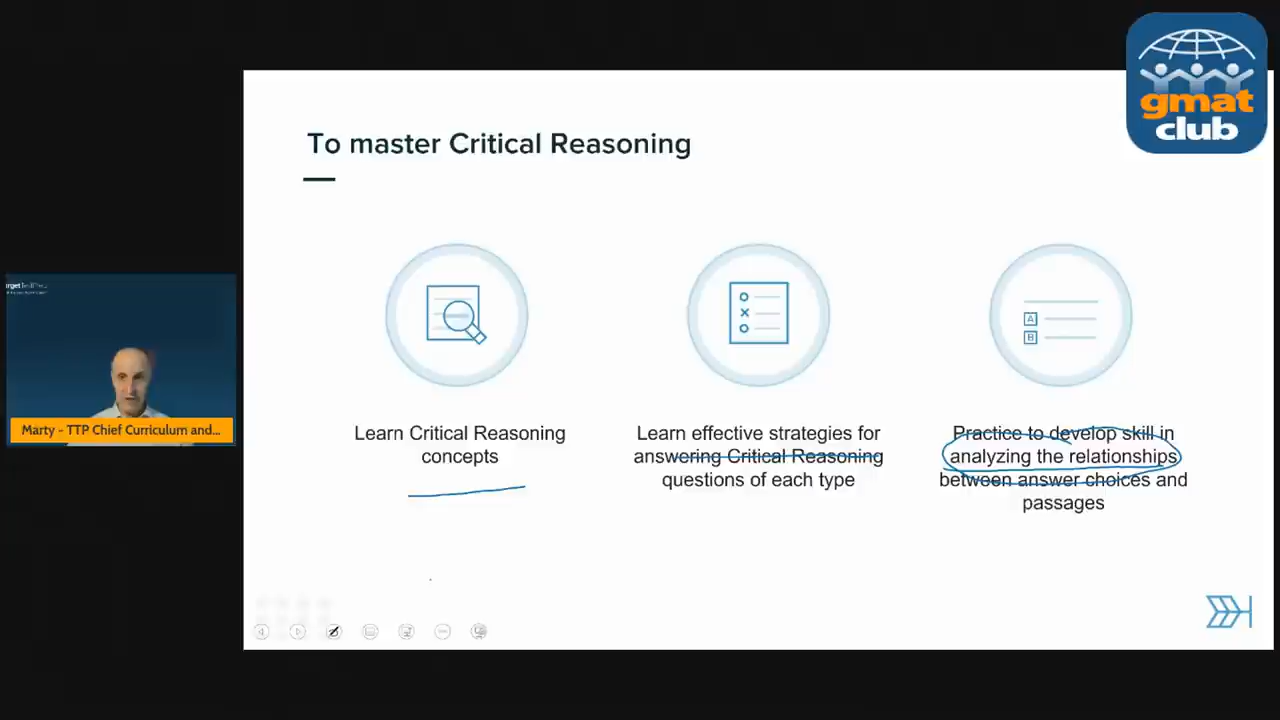 gmat
club
To master Critical Reasoning
A
B
Learn Critical Reasoning
concepts
Learn effective strategies for
answering Critical Reasoning
questions of each type
Practice to develop skill in
analyzing the relationships
between answer choices and
passages
Marty - TTP Chief Curriculum and...